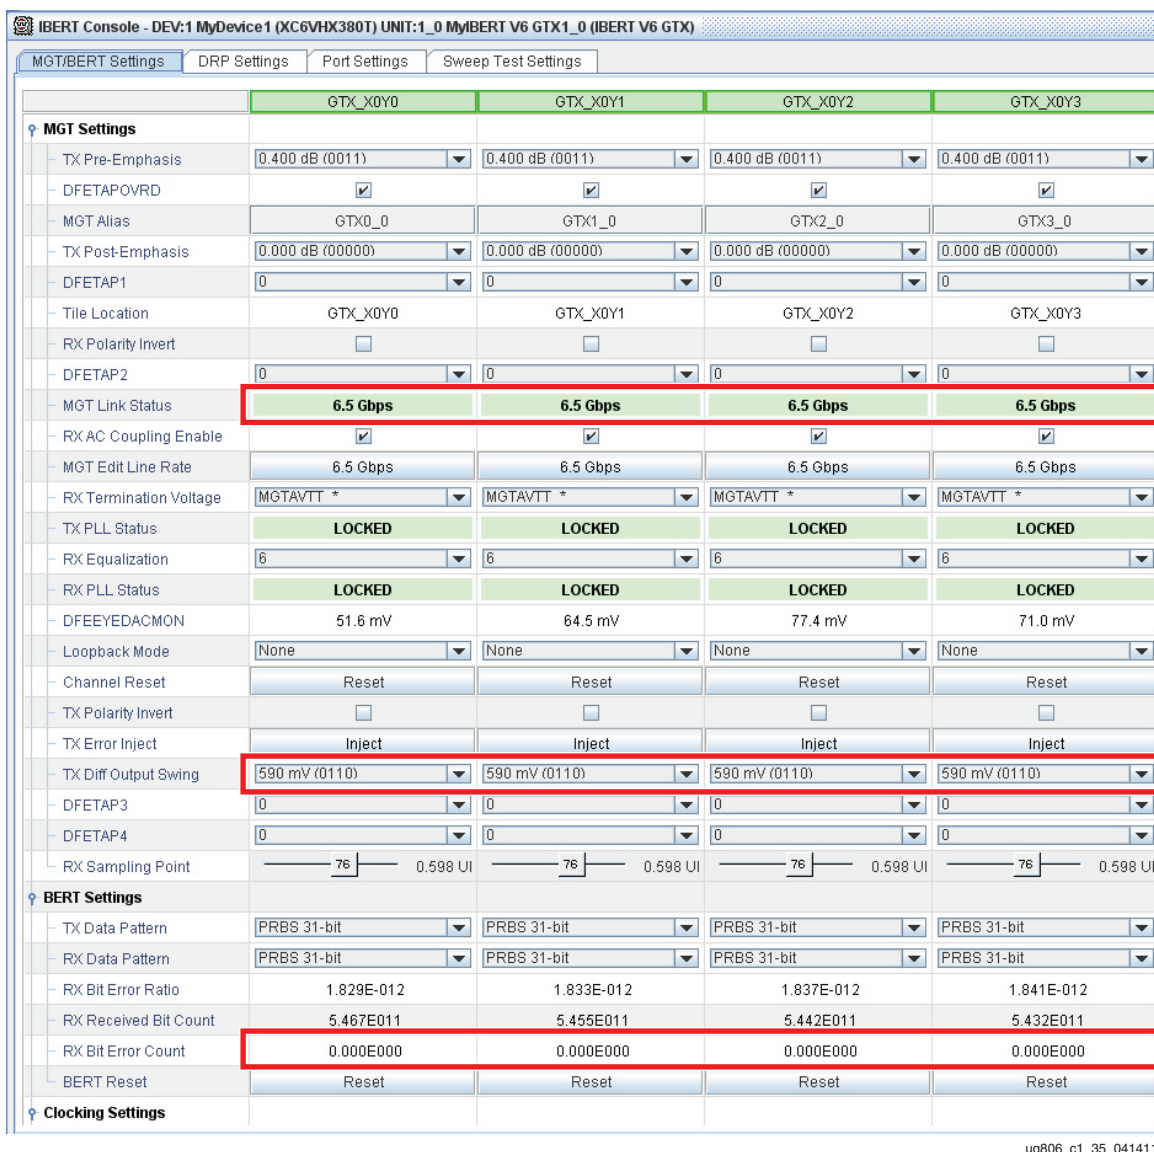 IBERT Console - DEV:1 MyDevice1 (XC6VHX380T) UNIT:1_0 MyIBERT V6 GTX1_0 (IBERT V6 GTX)
MGT/BERT Settings DRP Settings Port Settings Sweep Test Settings
GTX_X0Y0 GTX_X0Y1 GTX_X0Y2 GTX_X0Y3
MGT Settings
TX Pre-Emphasis 0.400 dB (0011) 0.400 dB (0011) 0.400 dB (0011) 0.400 dB (0011)
DFETAPOVRD
MGT Alias GTX0_0 GTX1_0 GTX2_0 GTX3_0
TX Post-Emphasis 0.000 dB (00000) 0.000 dB (00000) 0.000 dB (00000) 0.000 dB (00000)
DFETAP1 0 0 0 0
Tile Location GTX_X0Y0 GTX_X0Y1 GTX_X0Y2 GTX_X0Y3
RX Polarity Invert
DFETAP2 0 0 0 0
MGT Link Status 6.5 Gbps 6.5 Gbps 6.5 Gbps 6.5 Gbps
RX AC Coupling Enable
MGT Edit Line Rate 6.5 Gbps 6.5 Gbps 6.5 Gbps 6.5 Gbps
RX Termination Voltage MGTAVTT * MGTAVTT * MGTAVTT * MGTAVTT *
TX PLL Status LOCKED LOCKED LOCKED LOCKED
RX Equalization 6 6 6 6
RX PLL Status LOCKED LOCKED LOCKED LOCKED
DFEEYEDACMON 51.6 mV 64.5 mV 77.4 mV 71.0 mV
Loopback Mode None None None None
Channel Reset Reset Reset Reset Reset
TX Polarity Invert
TX Error Inject Inject Inject Inject Inject
TX Diff Output Swing 590 mV (0110) 590 mV (0110) 590 mV (0110) 590 mV (0110)
DFETAP3 0 0 0 0
DFETAP4 0 0 0 0
RX Sampling Point 76 0.598 UI 76 0.598 UI 76 0.598 UI 76 0.598 UI
BERT Settings
TX Data Pattern PRBS 31-bit PRBS 31-bit PRBS 31-bit PRBS 31-bit
RX Data Pattern PRBS 31-bit PRBS 31-bit PRBS 31-bit PRBS 31-bit
RX Bit Error Ratio 1.829E-012 1.833E-012 1.837E-012 1.841E-012
RX Received Bit Count 5.467E011 5.455E011 5.442E011 5.432E011
RX Bit Error Count 0.000E000 0.000E000 0.000E000 0.000E000
BERT Reset Reset Reset Reset Reset
Clocking Settings
ug806_c1_35_041411